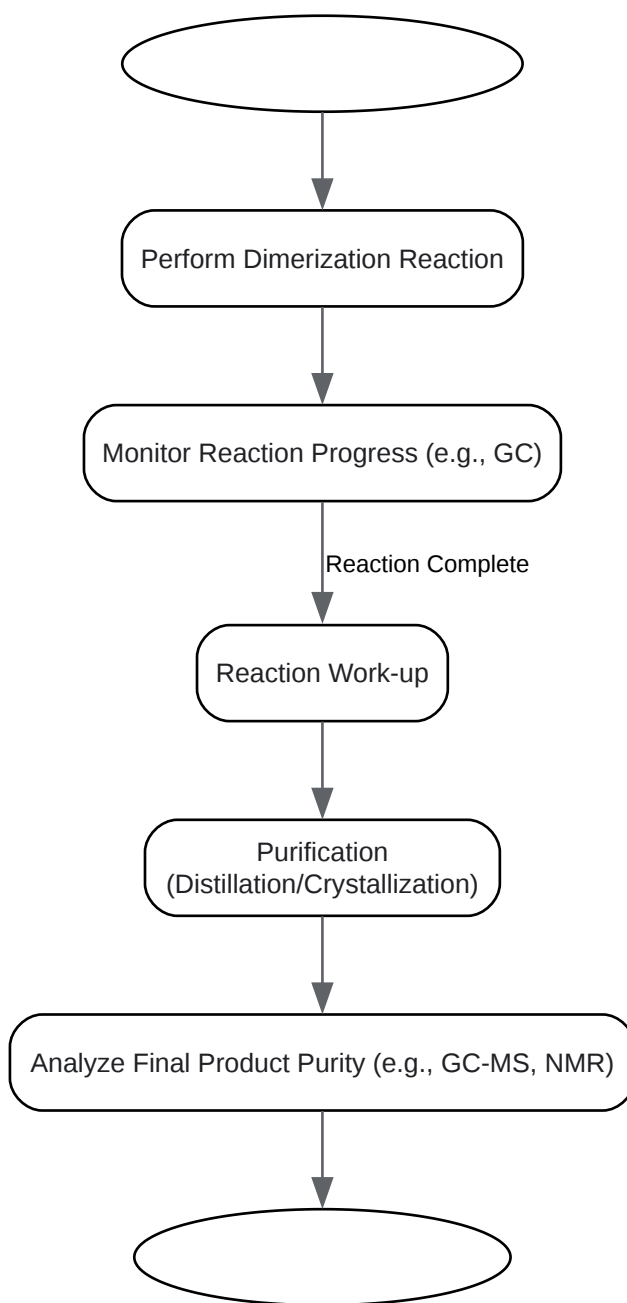 Perform Dimerization Reaction
Monitor Reaction Progress (e.g., GC)
Reaction Complete
Reaction Work-up
Purification
(Distillation/Crystallization)
Analyze Final Product Purity (e.g., GC-MS, NMR)